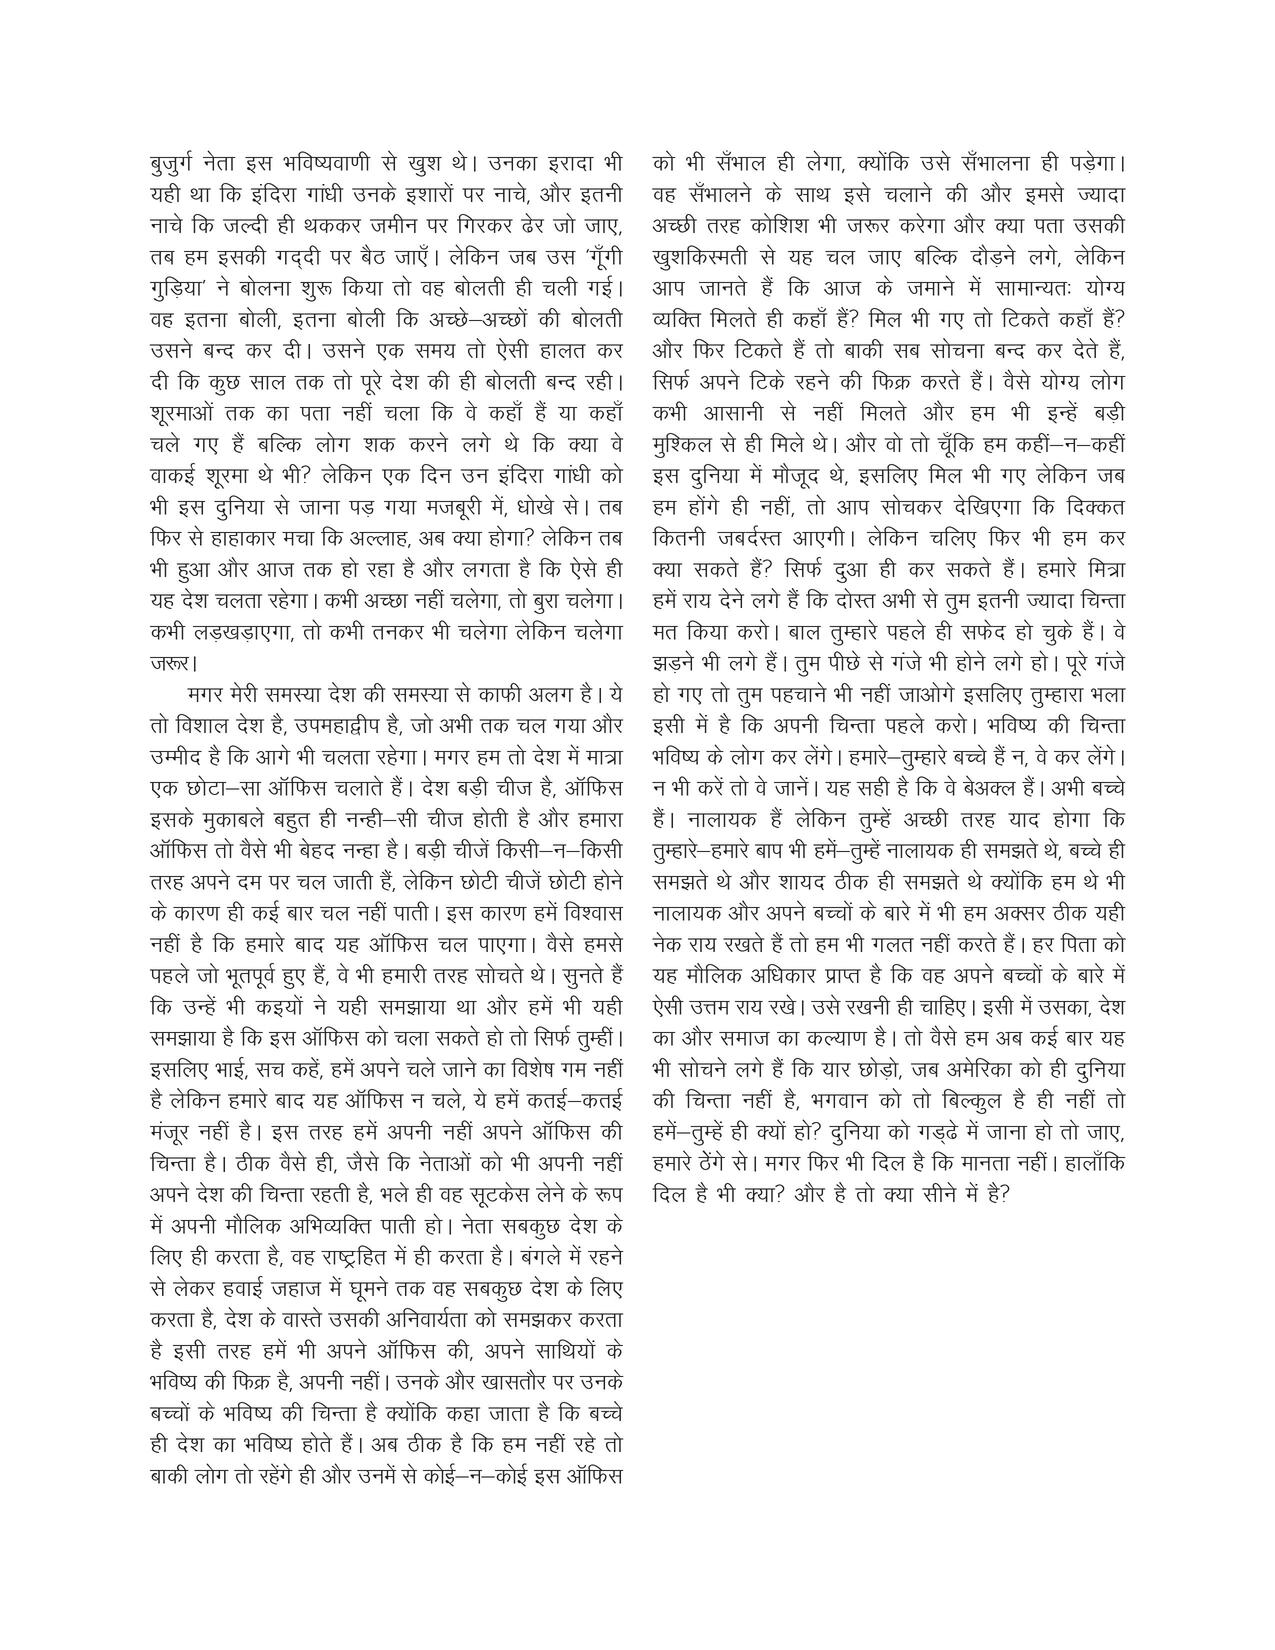 बुजुर्ग नेता इस भविष्यवाणी से खुश थे। उनका इरादा भी
यही था कि इंदिरा गांधी उनके इशारों पर नाचे, और इतनी
नाचे कि जल्दी ही थककर जमीन पर गिरकर ढेर जो जाए,
तब हम इसकी गद्‌दी पर बैठ जाएँ। लेकिन जब उस 'गूँगी
गुड़िया' ने बोलना शुरू किया तो वह बोलती ही चली गई।
वह इतना बोली, इतना बोली कि अच्छे–अच्छों की बोलती
उसने बन्द कर दी। उसने एक समय तो ऐसी हालत कर
दी कि कुछ साल तक तो पूरे देश की ही बोलती बन्द रही।
शूरमाओं तक का पता नहीं चला कि वे कहाँ हैं या कहाँ
चले गए हैं बल्कि लोग शक करने लगे थे कि क्या वे
वाकई शूरमा थे भी? लेकिन एक दिन उन इंदिरा गांधी को
भी इस दुनिया से जाना पड़ गया मजबूरी में, धोखे से। तब
फिर से हाहाकार मचा कि अल्लाह, अब क्या होगा? लेकिन तब
भी हुआ और आज तक हो रहा है और लगता है कि ऐसे ही
यह देश चलता रहेगा। कभी अच्छा नहीं चलेगा, तो बुरा चलेगा।
कभी लड़खड़ाएगा, तो कभी तनकर भी चलेगा लेकिन चलेगा
जरूर।
मगर मेरी समस्या देश की समस्या से काफी अलग है। ये
तो विशाल देश है, उपमहाद्वीप है, जो अभी तक चल गया और
उम्मीद है कि आगे भी चलता रहेगा। मगर हम तो देश में मात्रा
एक छोटा–सा ऑफिस चलाते हैं। देश बड़ी चीज है, ऑफिस
इसके मुकाबले बहुत ही नन्ही–सी चीज होती है और हमारा
ऑफिस तो वैसे भी बेहद नन्हा है। बड़ी चीजें किसी–न–किसी
तरह अपने दम पर चल जाती हैं, लेकिन छोटी चीजें छोटी होने
के कारण ही कई बार चल नहीं पाती। इस कारण हमें विश्वास
नहीं है कि हमारे बाद यह ऑफिस चल पाएगा। वैसे हमसे
पहले जो भूतपूर्व हुए हैं, वे भी हमारी तरह सोचते थे। सुनते हैं
कि उन्हें भी कइयों ने यही समझाया था और हमें भी यही
समझाया है कि इस ऑफिस को चला सकते हो तो सिर्फ तुम्हीं।
इसलिए भाई, सच कहें, हमें अपने चले जाने का विशेष गम नहीं
है लेकिन हमारे बाद यह ऑफिस न चले, ये हमें कतई–कतई
मंजूर नहीं है। इस तरह हमें अपनी नहीं अपने ऑफिस की
चिन्ता है। ठीक वैसे ही, जैसे कि नेताओं को भी अपनी नहीं
अपने देश की चिन्ता रहती है, भले ही वह सूटकेस लेने के रूप
में अपनी मौलिक अभिव्यक्ति पाती हो। नेता सबकुछ देश के
लिए ही करता है, वह राष्ट्रहित में ही करता है। बंगले में रहने
से लेकर हवाई जहाज में घूमने तक वह सबकुछ देश के लिए
करता है, देश के वास्ते उसकी अनिवार्यता को समझकर करता
है इसी तरह हमें भी अपने ऑफिस की, अपने साथियों के
भविष्य की फिक्र है, अपनी नहीं। उनके और खासतौर पर उनके
बच्चों के भविष्य की चिन्ता है क्योंकि कहा जाता है कि बच्चे
ही देश का भविष्य होते हैं। अब ठीक है कि हम नहीं रहे तो
बाकी लोग तो रहेंगे ही और उनमें से कोई–न–कोई इस ऑफिस
को भी सँभाल ही लेगा, क्योंकि उसे सँभालना ही पड़ेगा।
वह सँभालने के साथ इसे चलाने की और इमसे ज्यादा
अच्छी तरह कोशिश भी जरूर करेगा और क्या पता उसकी
खुशकिस्मती से यह चल जाए बल्कि दौड़ने लगे, लेकिन
आप जानते हैं कि आज के जमाने में सामान्यतः योग्य
व्यक्ति मिलते ही कहाँ हैं? मिल भी गए तो टिकते कहाँ हैं?
और फिर टिकते हैं तो बाकी सब सोचना बन्द कर देते हैं,
सिर्फ अपने टिके रहने की फिक्र करते हैं। वैसे योग्य लोग
कभी आसानी से नहीं मिलते और हम भी इन्हें बड़ी
मुश्किल से ही मिले थे। और वो तो चूँकि हम कहीं–न–कहीं
इस दुनिया में मौजूद थे, इसलिए मिल भी गए लेकिन जब
हम होंगे ही नहीं, तो आप सोचकर देखिएगा कि दिक्कत
कितनी जबर्दस्त आएगी। लेकिन चलिए फिर भी हम कर
क्या सकते हैं? सिर्फ दुआ ही कर सकते हैं। हमारे मित्रा
हमें राय देने लगे हैं कि दोस्त अभी से तुम इतनी ज्यादा चिन्ता
मत किया करो। बाल तुम्हारे पहले ही सफेद हो चुके हैं। वे
झड़ने भी लगे हैं। तुम पीछे से गंजे भी होने लगे हो। पूरे गंजे
हो गए तो तुम पहचाने भी नहीं जाओगे इसलिए तुम्हारा भला
इसी में है कि अपनी चिन्ता पहले करो। भविष्य की चिन्ता
भविष्य के लोग कर लेंगे। हमारे–तुम्हारे बच्चे हैं न, वे कर लेंगे।
न भी करें तो वे जानें। यह सही है कि वे बेअक्ल हैं। अभी बच्चे
हैं। नालायक हैं लेकिन तुम्हें अच्छी तरह याद होगा कि
तुम्हारे–हमारे बाप भी हमें–तुम्हें नालायक ही समझते थे, बच्चे ही
समझते थे और शायद ठीक ही समझते थे क्योंकि हम थे भी
नालायक और अपने बच्चों के बारे में भी हम अक्सर ठीक यही
नेक राय रखते हैं तो हम भी गलत नहीं करते हैं। हर पिता को
यह मौलिक अधिकार प्राप्त है कि वह अपने बच्चों के बारे में
ऐसी उत्तम राय रखे। उसे रखनी ही चाहिए। इसी में उसका, देश
का और समाज का कल्याण है। तो वैसे हम अब कई बार यह
भी सोचने लगे हैं कि यार छोड़ो, जब अमेरिका को ही दुनिया
की चिन्ता नहीं है, भगवान को तो बिल्कुल है ही नहीं तो
हमें–तुम्हें ही क्यों हो? दुनिया को गड्‌ढे में जाना हो तो जाए,
हमारे ठेंगे से। मगर फिर भी दिल है कि मानता नहीं। हालाँकि
दिल है भी क्या? और है तो क्या सीने में है?